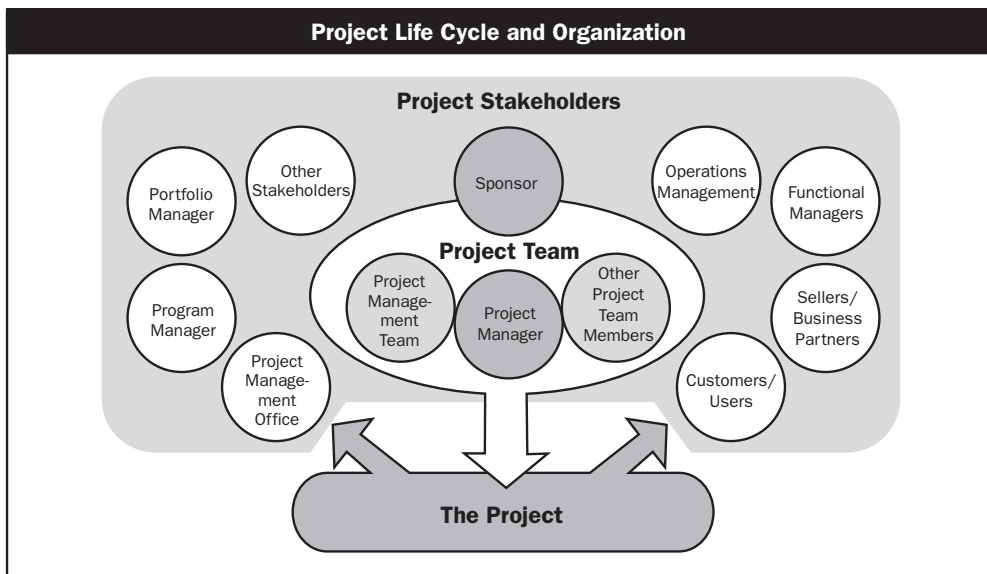 Project Life Cycle and Organization
Project Stakeholders
Portfolio
Manager
Other
Stakeholders
Sponsor
Operations
Management
Functional
Managers
Project Team
Program
Manager
Project
Manage-
ment
Team
Project
Manager
Other
Project
Team
Members
Sellers/
Business
Partners
Project
Manage-
ment
Office
Customers/
Users
The Project